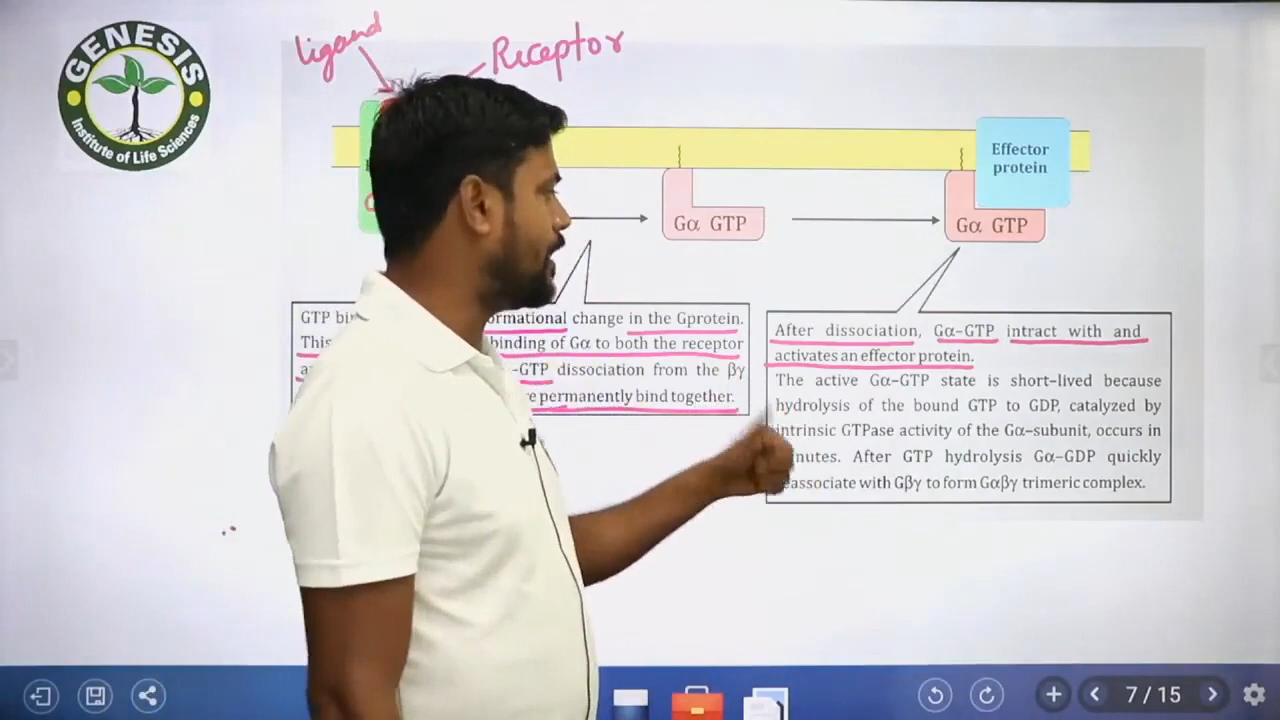 GENESIS
Institute of Life Sciences
ligand
Receptor
Effector
protein
Gα GTP
Gα GTP
GTP change in the Gprotein.
This binding of Gα to both the receptor
-GTP dissociation from the βγ
permanently bind together.
After dissociation, Gα-GTP intract with and
activates an effector protein.
The active Gα-GTP state is short-lived because
hydrolysis of the bound GTP to GDP, catalyzed by
intrinsic GTPase activity of the Gα-subunit, occurs in
After GTP hydrolysis Gα-GDP quickly
with Gβγ to form Gαβγ trimeric complex.
7 / 15